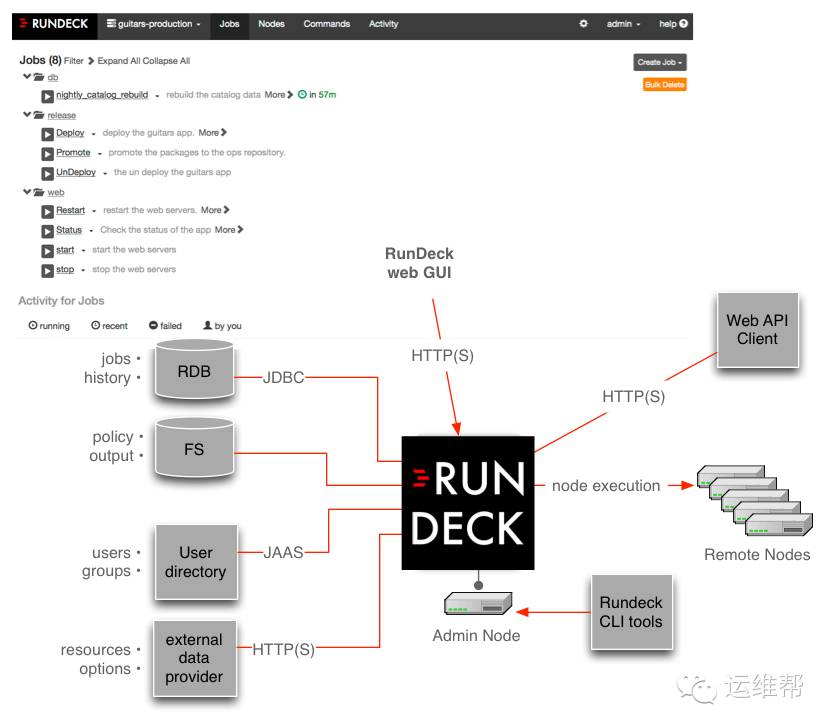 RUNDECK guitars-production Jobs Nodes Commands Activity admin help
Jobs (8) Filter Expand All Collapse All
Create Job
Bulk Delete
db
nightly_catalog_rebuild rebuild the catalog data More in 57m
release
Deploy deploy the guitars app. More
Promote promote the packages to the ops repository.
UnDeploy the un deploy the guitars app
web
Restart restart the web servers. More
Status Check the status of the app More
start start the web servers
stop stop the web servers
Activity for Jobs
running recent failed by you
RunDeck
web GUI
HTTP(S)
Web API
Client
HTTP(S)
jobs •
history •
RDB
JDBC
policy •
output •
FS
RUN
DECK
node execution
Remote Nodes
users •
groups •
User
directory
JAAS
Admin Node
Rundeck
CLI tools
resources •
options •
external
data
provider
HTTP(S)
运维帮